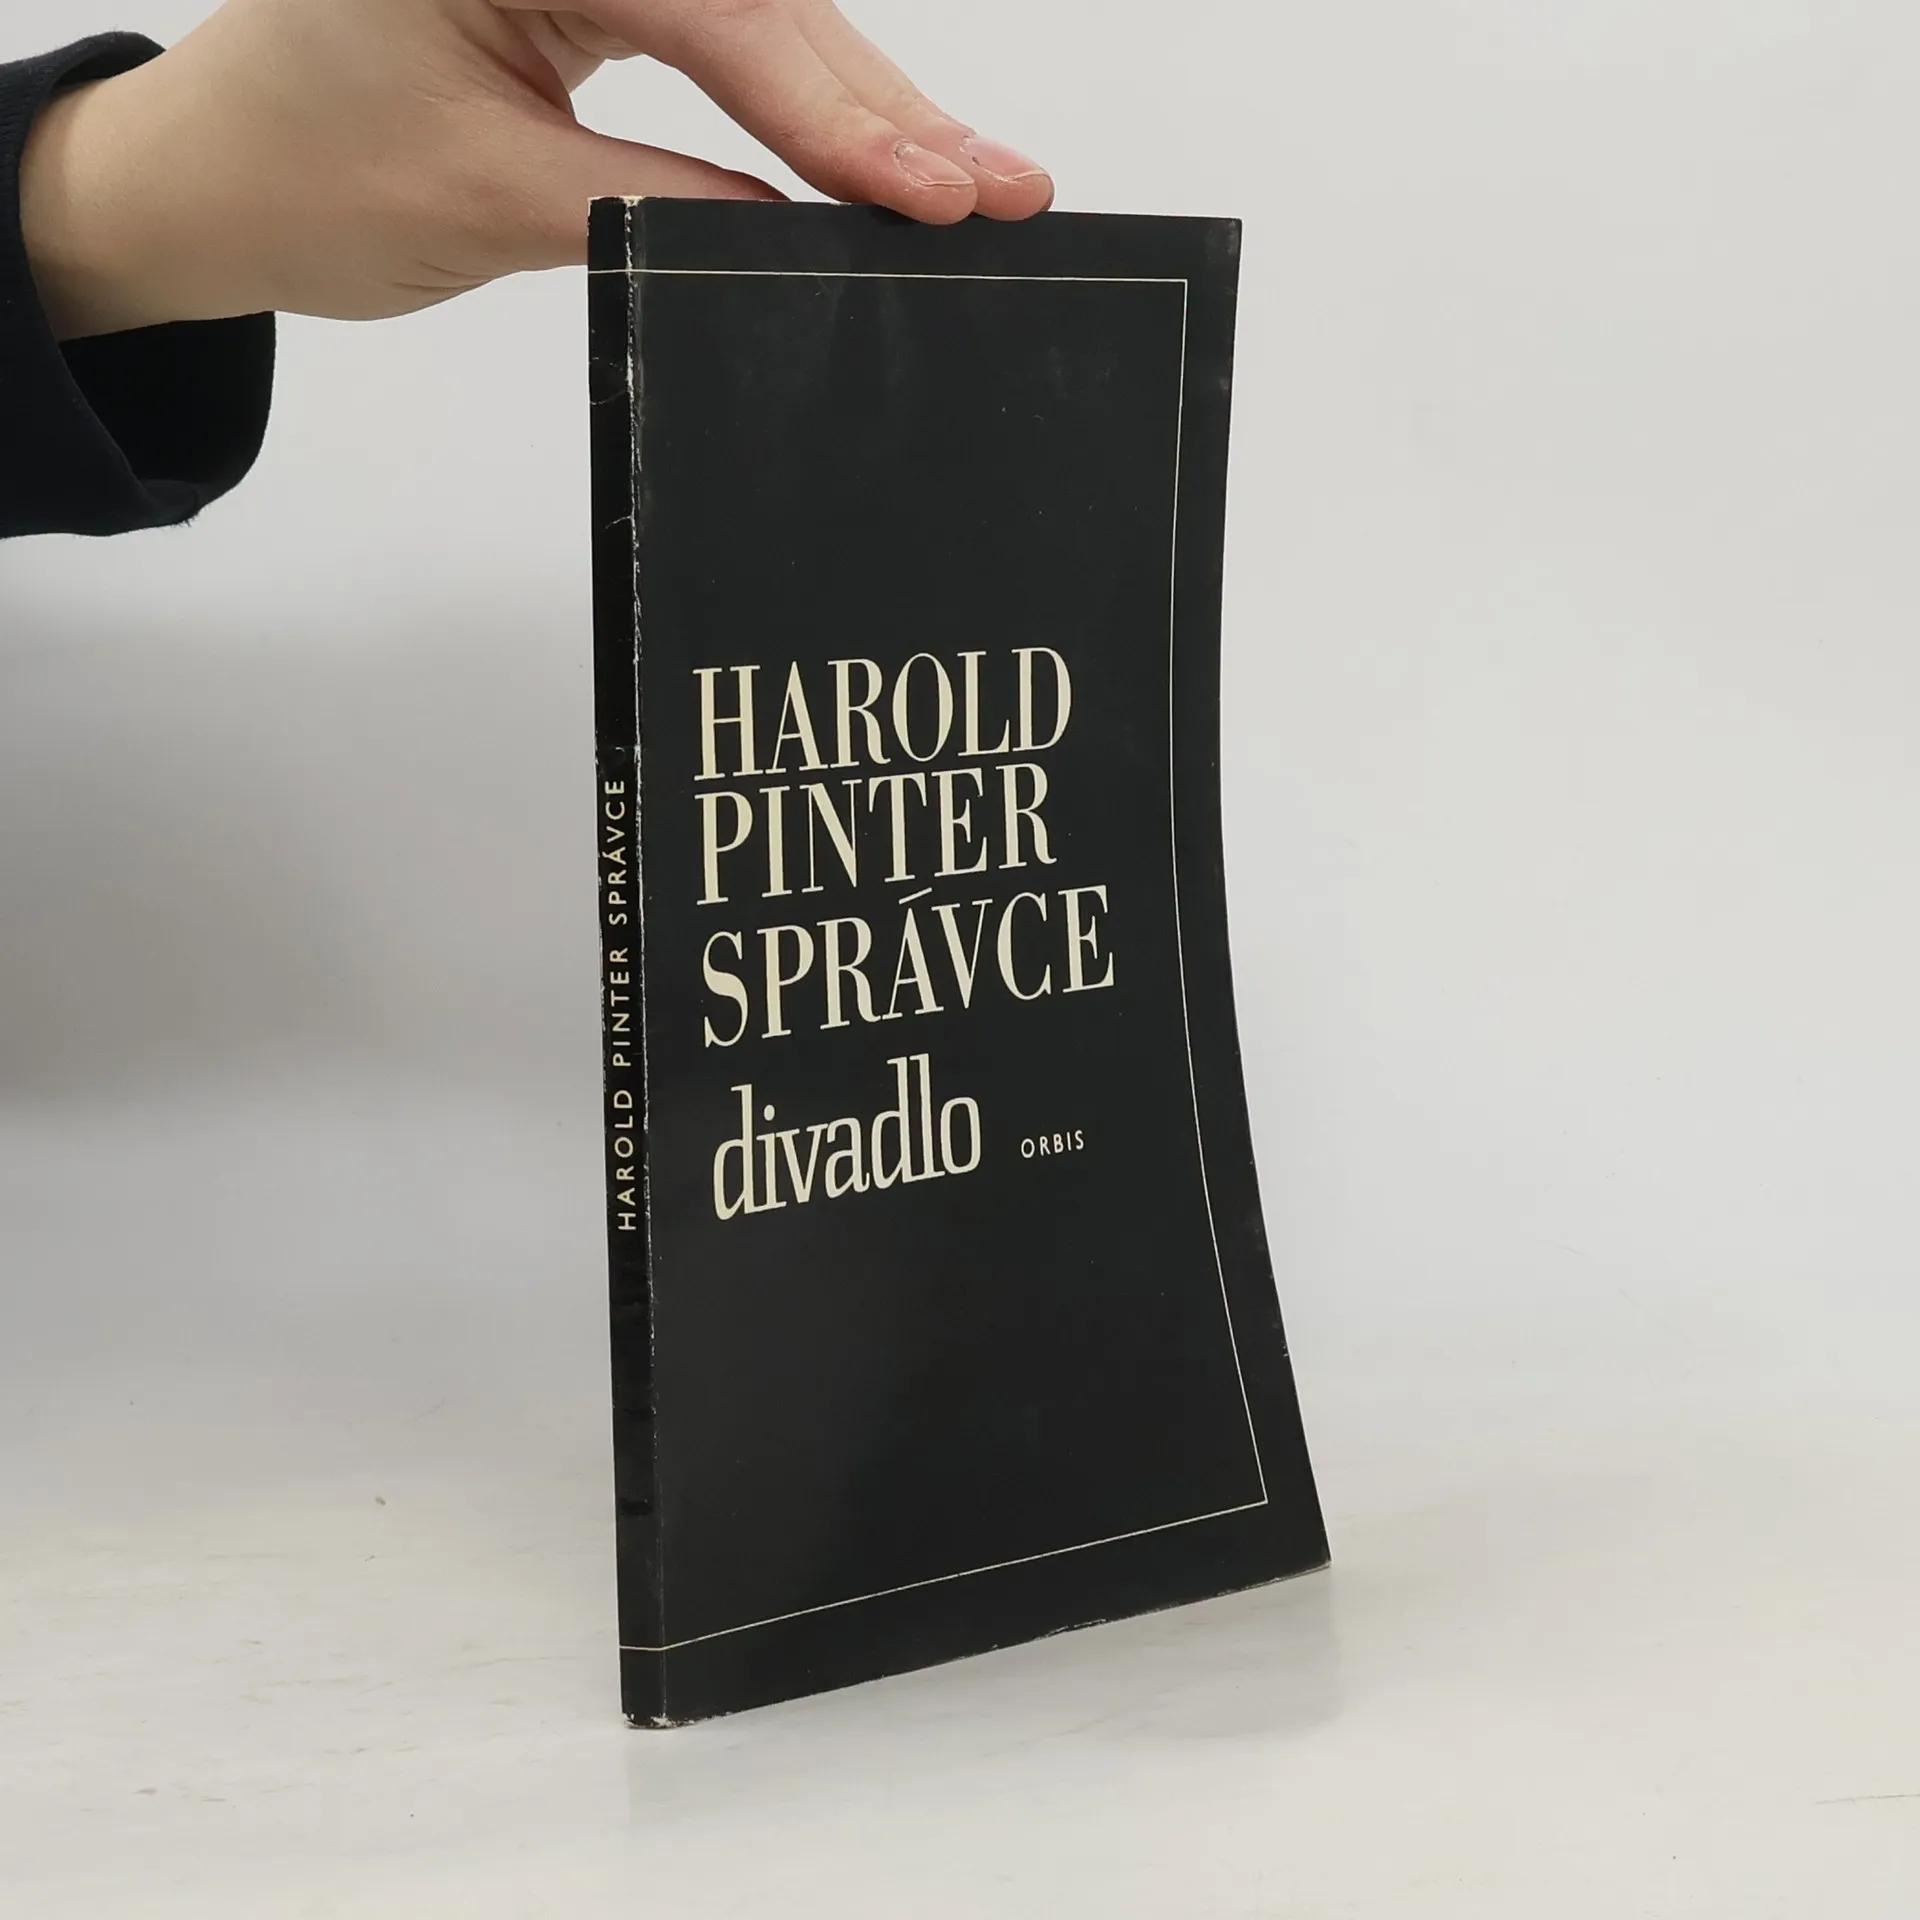 HAROLD PINTER SPRÁVCE
HAROLD
PINTER
SPRÁVCE
divadlo ORBIS